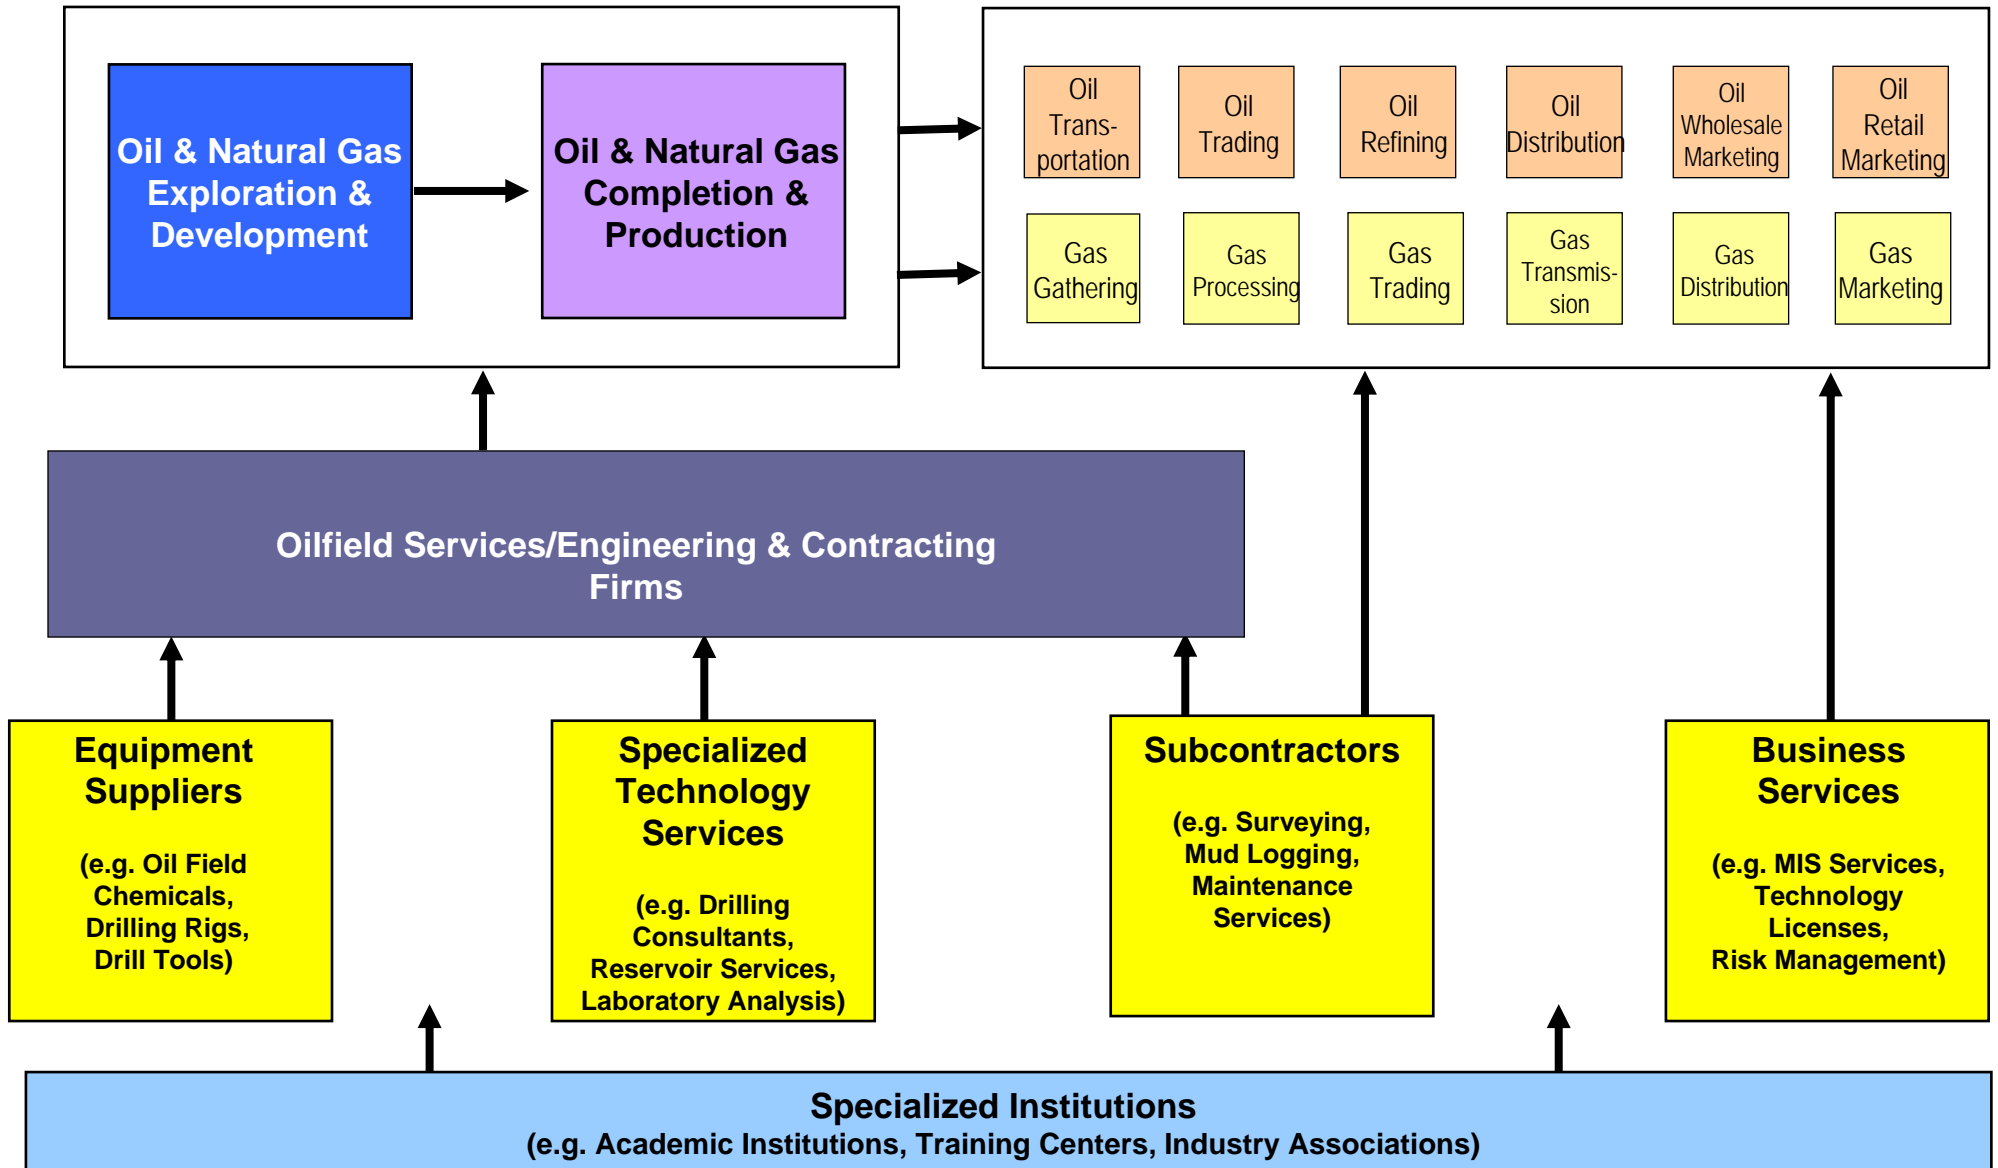 Oil & Natural Gas
Exploration &
Development
Oil & Natural Gas
Completion &
Production
Oil
Trans-
portation
Oil
Trading
Oil
Refining
Oil
Distribution
Oil
Wholesale
Marketing
Oil
Retail
Marketing
Gas
Gathering
Gas
Processing
Gas
Trading
Gas
Transmis-
sion
Gas
Distribution
Gas
Marketing
Oilfield Services/Engineering & Contracting
Firms
Equipment
Suppliers
(e.g. Oil Field
Chemicals,
Drilling Rigs,
Drill Tools)
Specialized
Technology
Services
(e.g. Drilling
Consultants,
Reservoir Services,
Laboratory Analysis)
Subcontractors
(e.g. Surveying,
Mud Logging,
Maintenance
Services)
Business
Services
(e.g. MIS Services,
Technology
Licenses,
Risk Management)
Specialized Institutions
(e.g. Academic Institutions, Training Centers, Industry Associations)